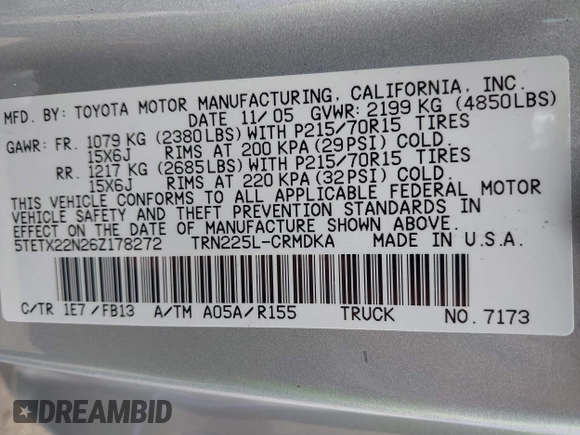 MFD. BY: TOYOTA MOTOR MANUFACTURING, CALIFORNIA, INC.
DATE 11/05 GVWR: 2199 KG (4850LBS)
GAWR: FR. 1079 KG (2380LBS) WITH P215/70R15 TIRES
15X6J RIMS AT 200 KPA (29PSI) COLD.
RR. 1217 KG (2685LBS) WITH P215/70R15 TIRES
15X6J RIMS AT 220 KPA (32PSI) COLD.
THIS VEHICLE CONFORMS TO ALL APPLICABLE FEDERAL MOTOR
VEHICLE SAFETY AND THEFT PREVENTION STANDARDS IN
EFFECT ON THE DATE OF MANUFACTURE SHOWN ABOVE.
5TETX22N26Z178272 TRN225L-CRMDKA MADE IN U.S.A.
C/TR 1E7 /FB13 A/TM A05A/R155 TRUCK NO. 7173
DREAMBID